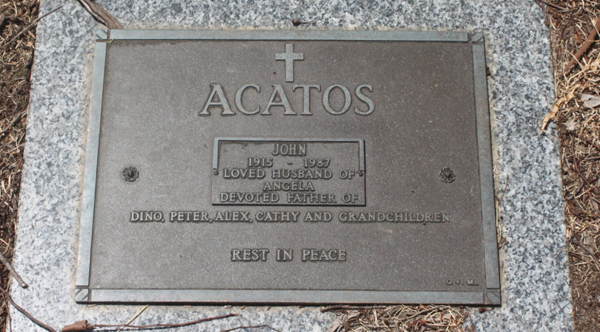 ACATOS
JOHN
1915 - 1987
LOVED HUSBAND OF
ANGELA
DEVOTED FATHER OF
DINO, PETER, ALEX, CATHY AND GRANDCHILDREN
REST IN PEACE